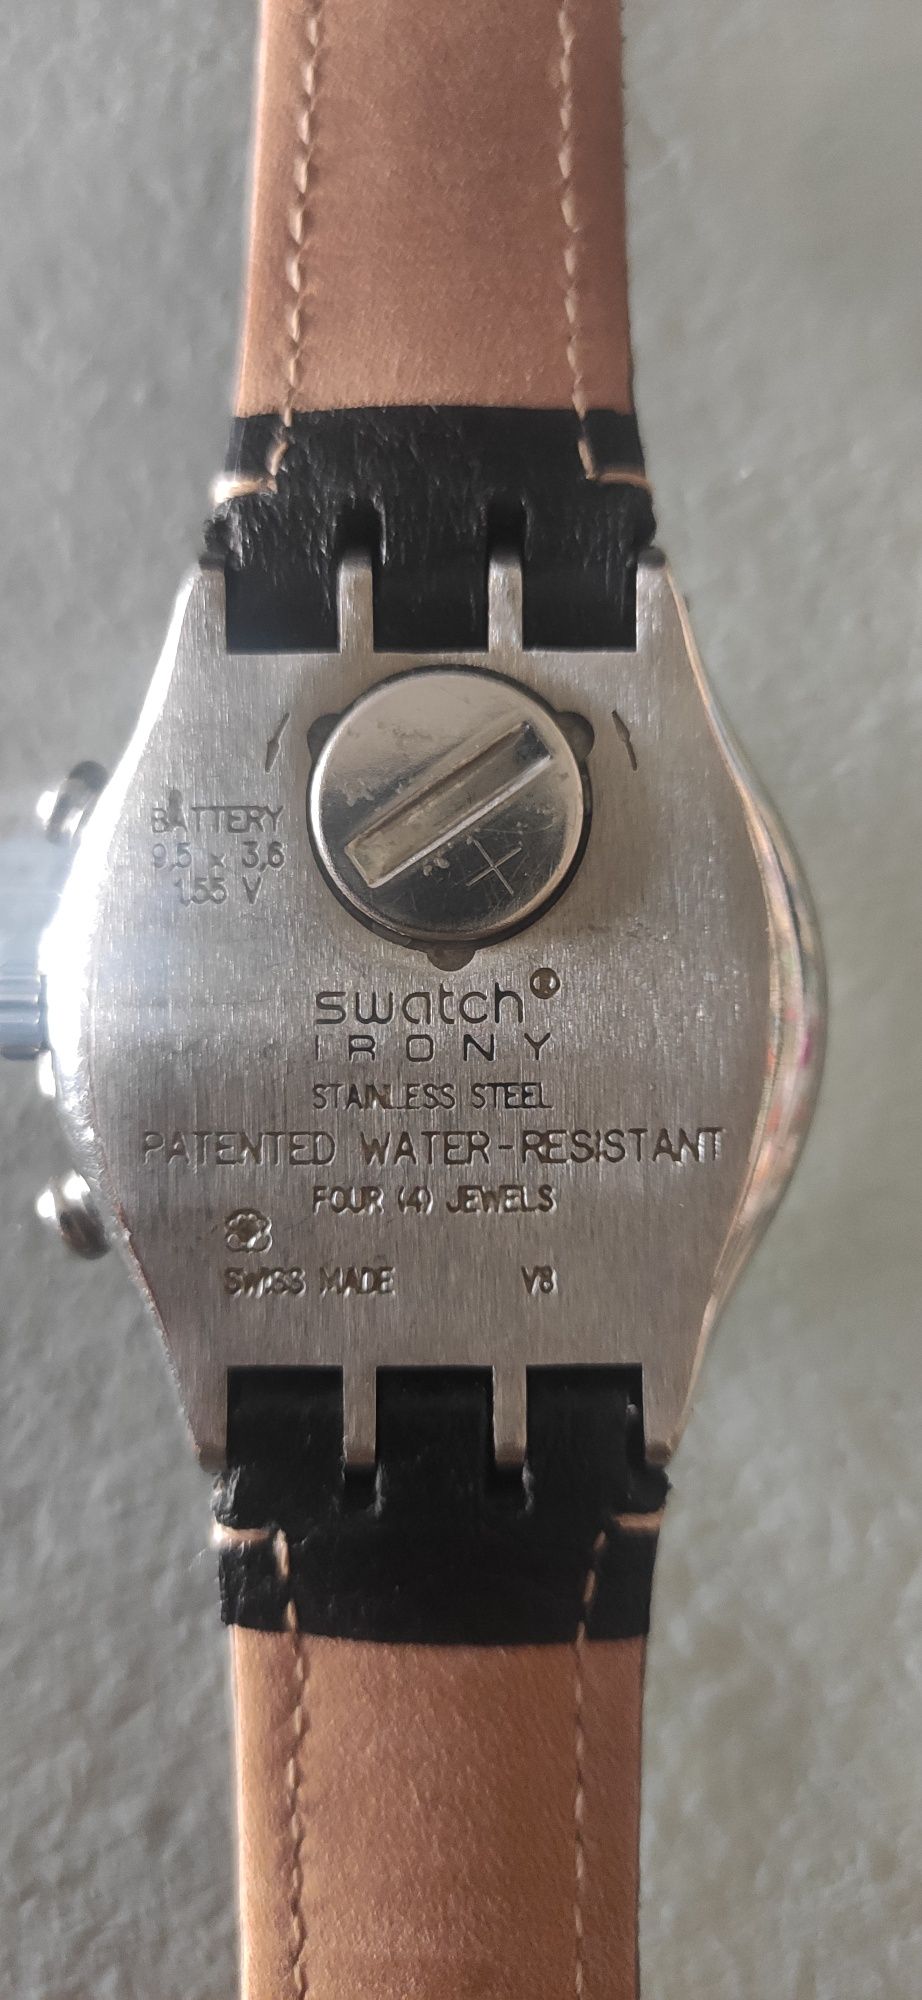 BATTERY
9,5 x 3,6
1,55 V
+
swatch®
IRONY
STAINLESS STEEL
PATENTED WATER-RESISTANT
FOUR (4) JEWELS
SWISS MADE V8